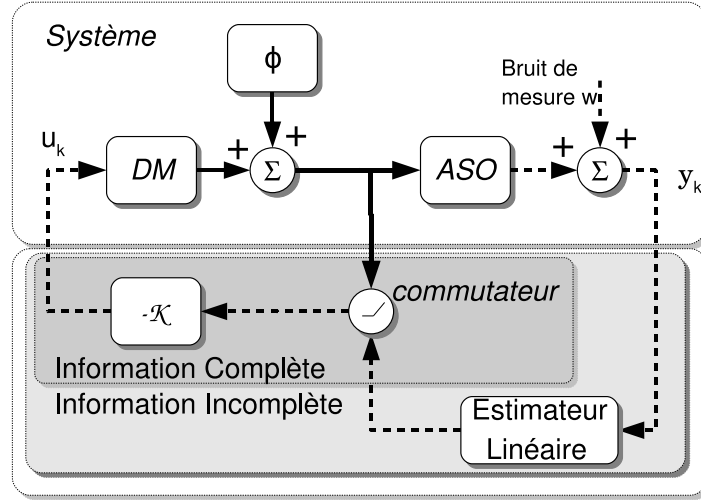 Système
ϕ
Bruit de
mesure w
u_k
+
+
+
+
DM
Σ
ASO
Σ
y_k
commutateur
-𝒦
Information Complète
Information Incomplète
Estimateur
Linéaire